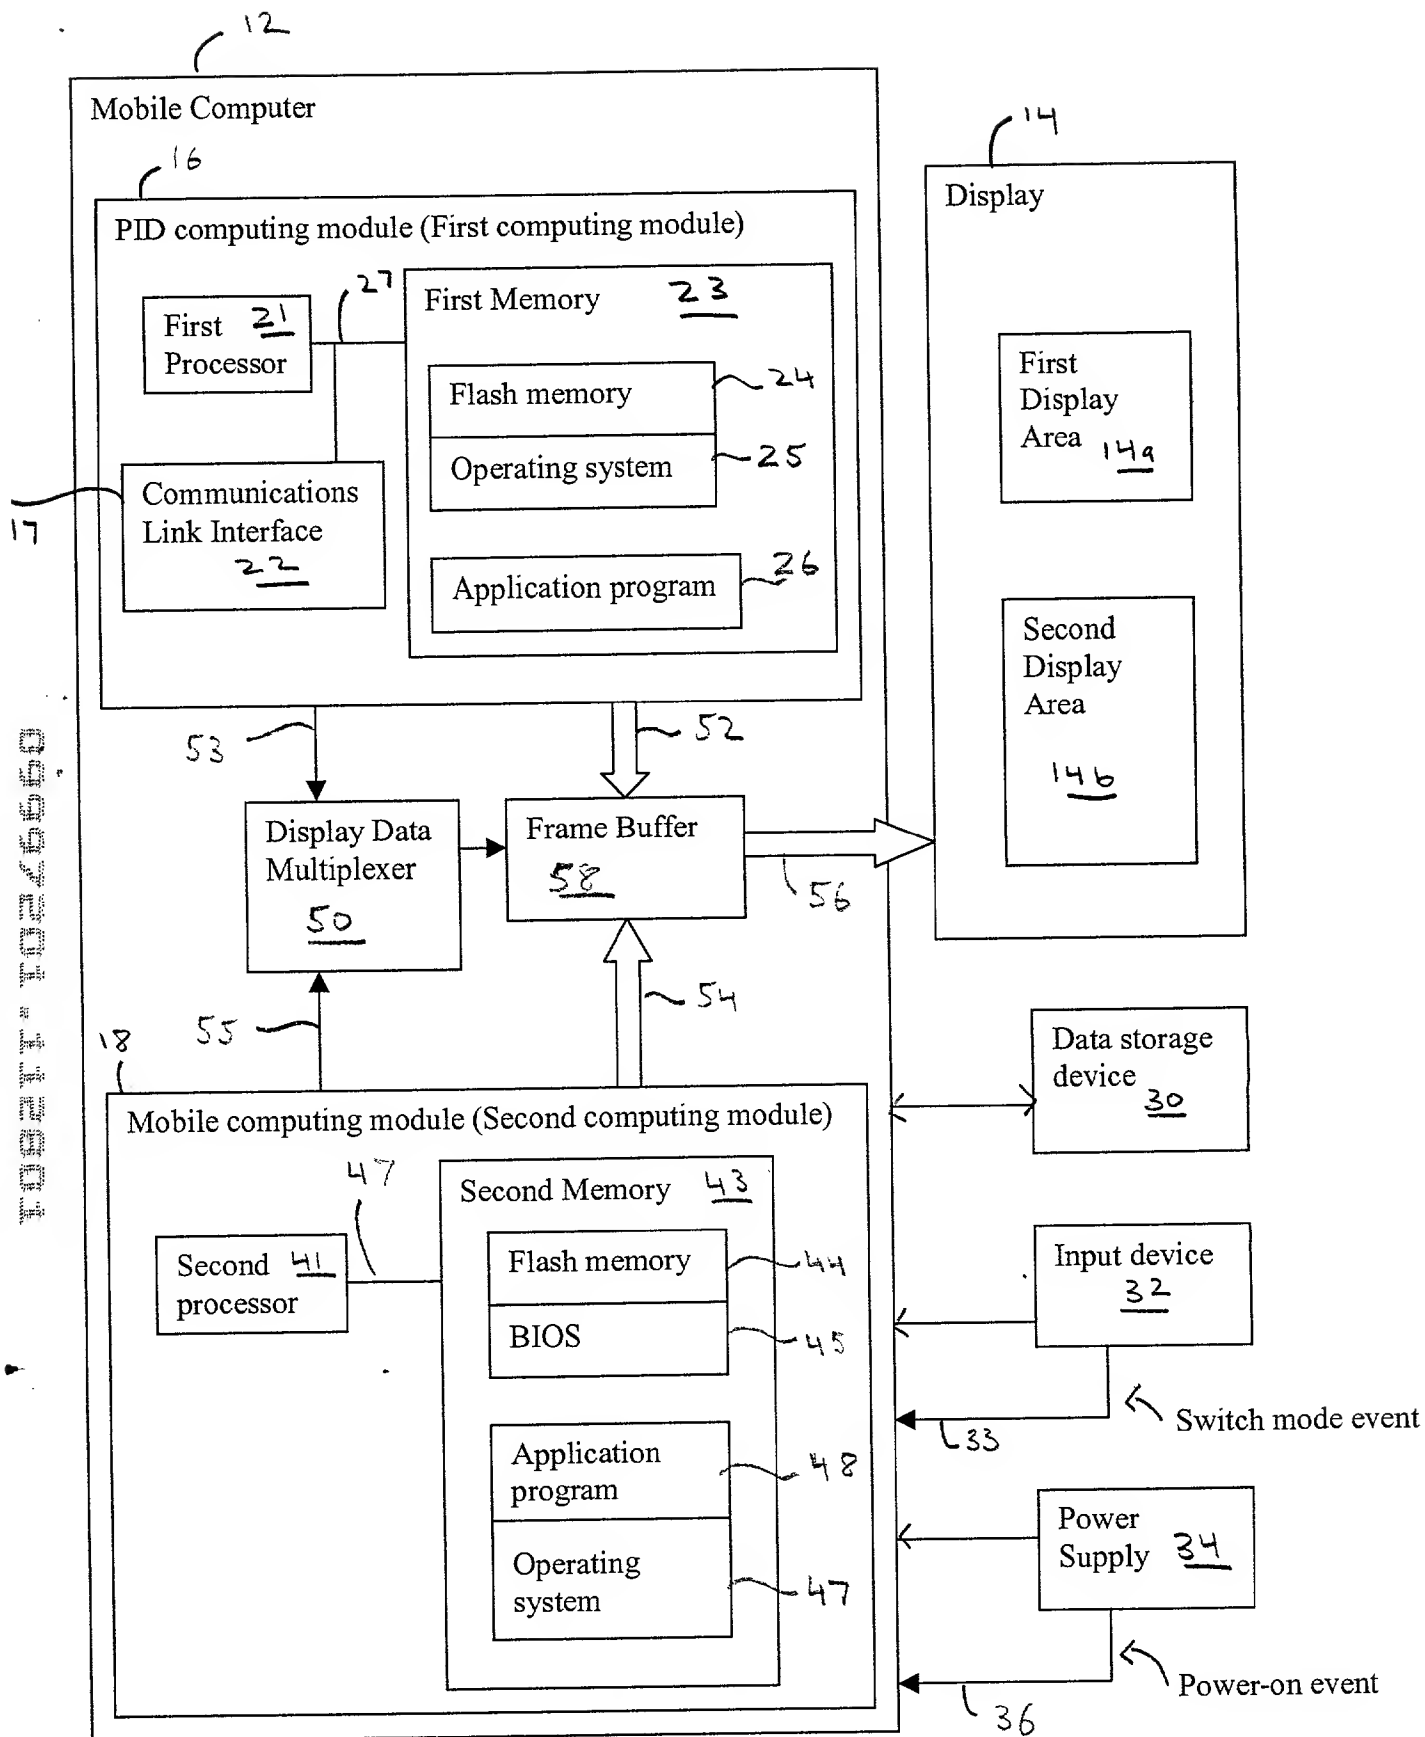 12
Mobile Computer
16
PID computing module (First computing module)
27
First 21
Processor
First Memory 23
Flash memory
24
Operating system
25
Application program
26
17
Communications
Link Interface
22
14
Display
First
Display
Area 14a
Second
Display
Area
14b
53
52
Display Data
Multiplexer
50
Frame Buffer
58
56
55
54
18
Mobile computing module (Second computing module)
47
Second 41
processor
Second Memory 43
Flash memory
44
BIOS
45
Application
program
48
Operating
system
47
Data storage
device
30
Input device
32
Switch mode event
33
Power
Supply 34
Power-on event
36
09997201.112801